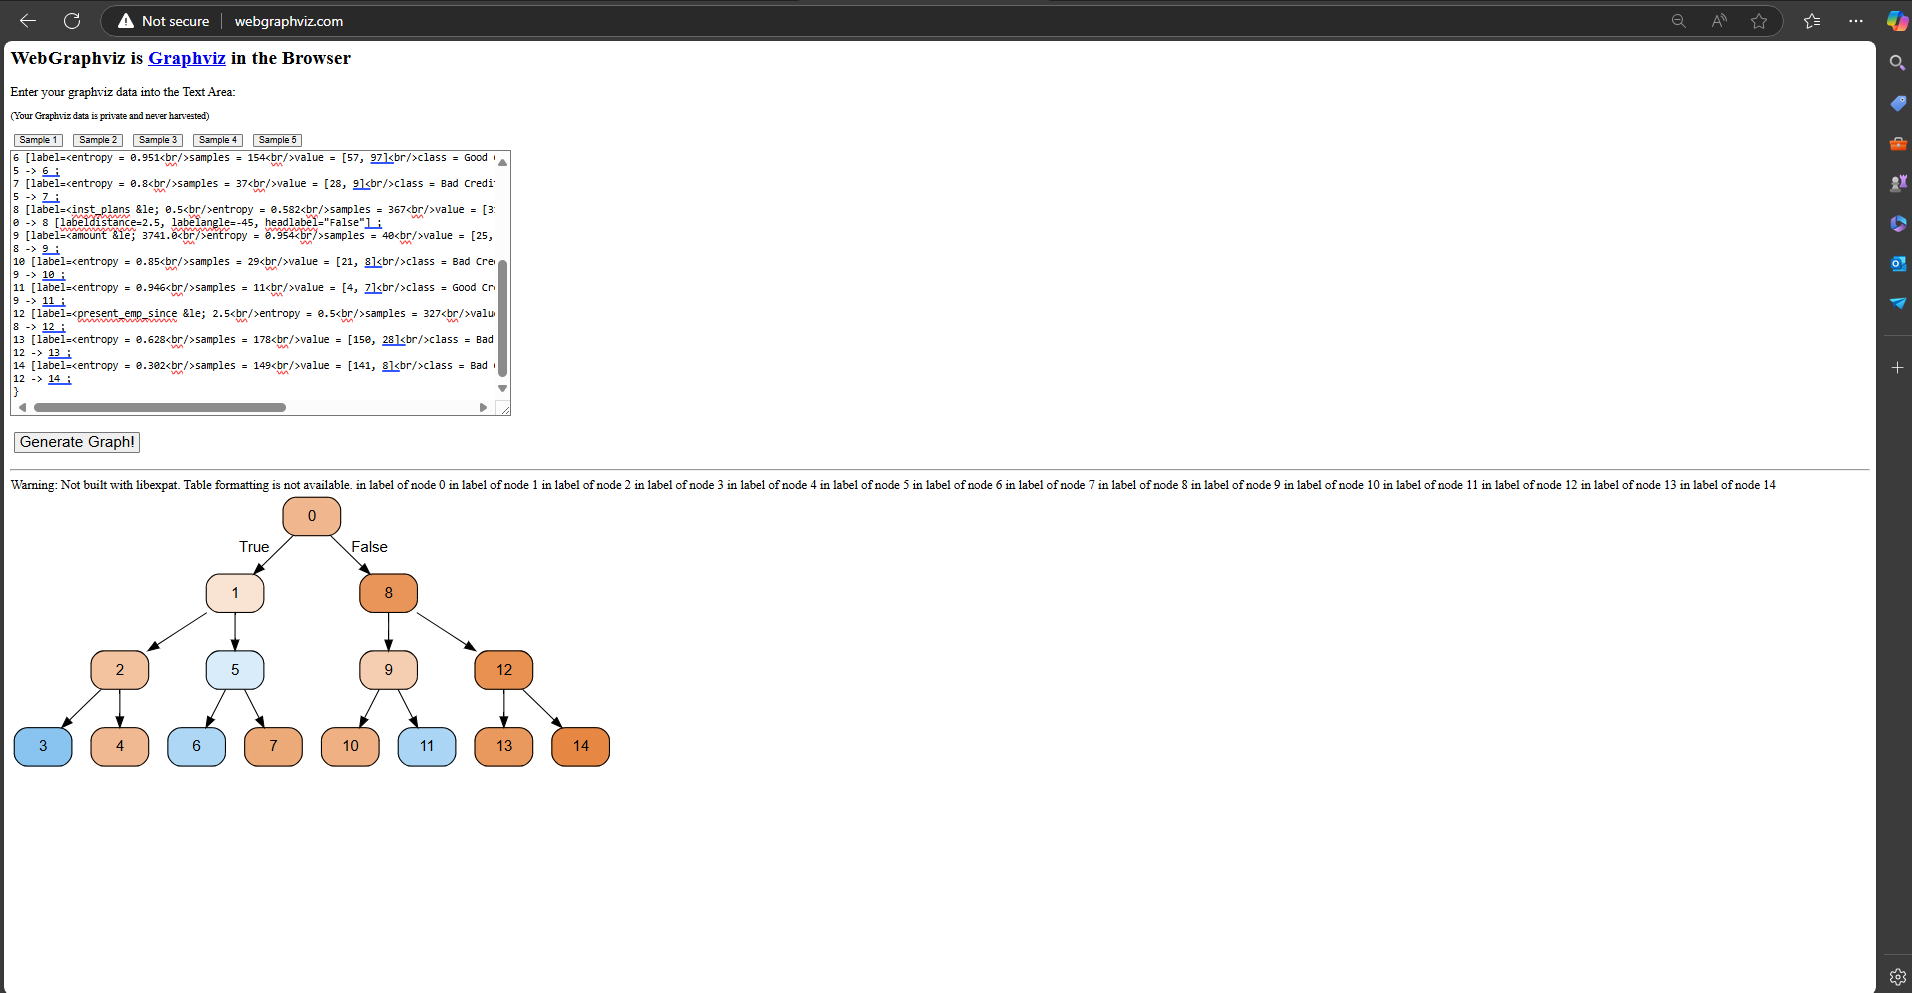 Not secure webgraphviz.com
WebGraphviz is Graphviz in the Browser
Enter your graphviz data into the Text Area:
(Your Graphviz data is private and never harvested)
Sample 1 Sample 2 Sample 3 Sample 4 Sample 5
6 [label=<entropy = 0.951<br/>samples = 154<br/>value = [57, 97]<br/>class = Good
5 -> 6 ;
7 [label=<entropy = 0.8<br/>samples = 37<br/>value = [28, 9]<br/>class = Bad Credi
5 -> 7 ;
8 [label=<inst_plans &le; 0.5<br/>entropy = 0.582<br/>samples = 367<br/>value = [3
0 -> 8 [labeldistance=2.5, labelangle=-45, headlabel="False"] ;
9 [label=<amount &le; 3741.0<br/>entropy = 0.954<br/>samples = 40<br/>value = [25,
8 -> 9 ;
10 [label=<entropy = 0.85<br/>samples = 29<br/>value = [21, 8]<br/>class = Bad Cre
9 -> 10 ;
11 [label=<entropy = 0.946<br/>samples = 11<br/>value = [4, 7]<br/>class = Good Cr
9 -> 11 ;
12 [label=<present_emp_since &le; 2.5<br/>entropy = 0.5<br/>samples = 327<br/>valu
8 -> 12 ;
13 [label=<entropy = 0.628<br/>samples = 178<br/>value = [150, 28]<br/>class = Bad
12 -> 13 ;
14 [label=<entropy = 0.302<br/>samples = 149<br/>value = [141, 8]<br/>class = Bad
12 -> 14 ;
}
Generate Graph!
Warning: Not built with libexpat. Table formatting is not available. in label of node 0 in label of node 1 in label of node 2 in label of node 3 in label of node 4 in label of node 5 in label of node 6 in label of node 7 in label of node 8 in label of node 9 in label of node 10 in label of node 11 in label of node 12 in label of node 13 in label of node 14
0
True False
1 8
2 5 9 12
3 4 6 7 10 11 13 14